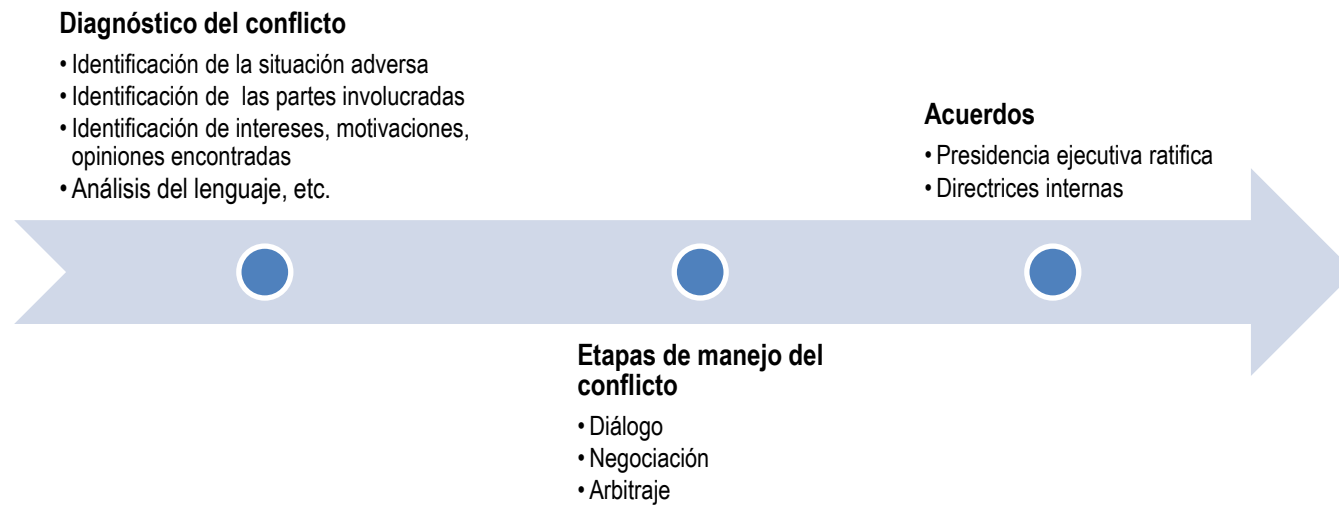 Diagnóstico del conflicto
• Identificación de la situación adversa
• Identificación de las partes involucradas
• Identificación de intereses, motivaciones,
opiniones encontradas
• Análisis del lenguaje, etc.
Etapas de manejo del
conflicto
• Diálogo
• Negociación
• Arbitraje
Acuerdos
• Presidencia ejecutiva ratifica
• Directrices internas